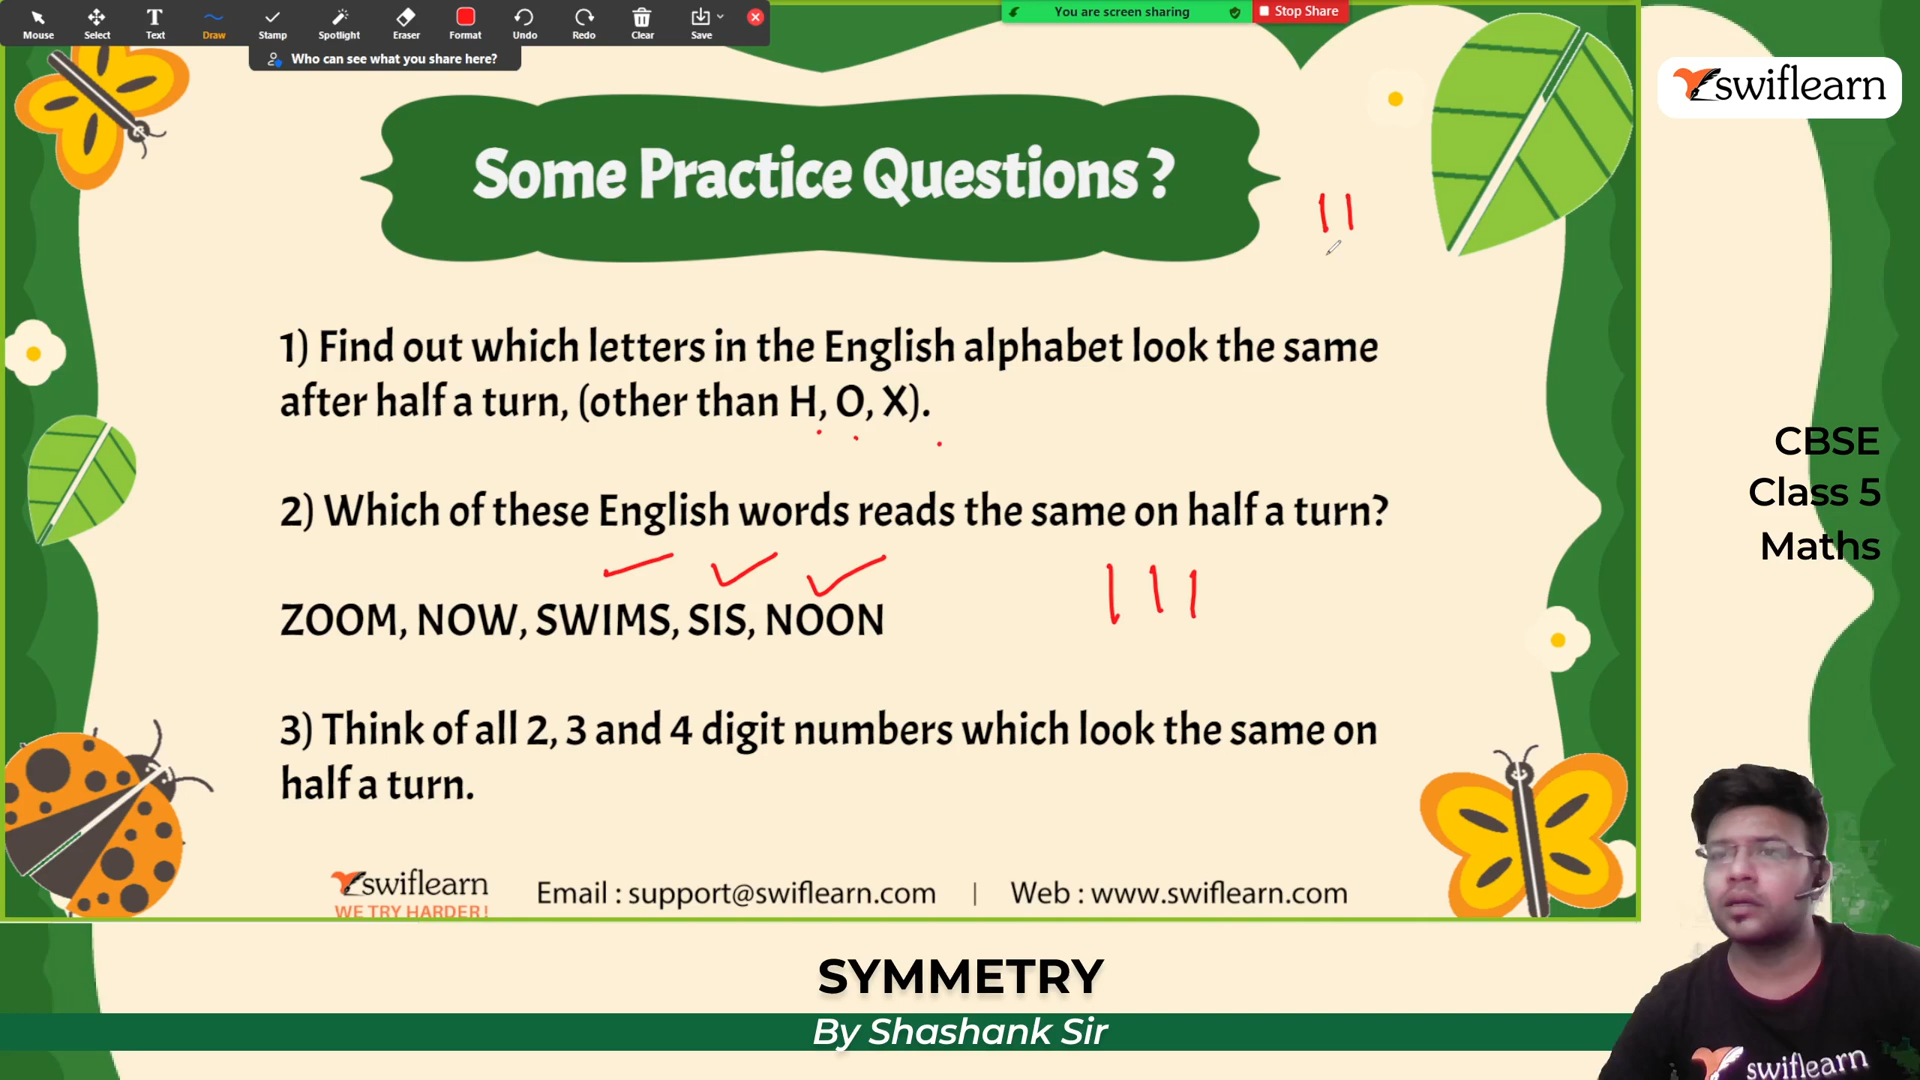 Mouse Select Text Draw Stamp Spotlight Eraser Format Undo Redo Clear Save
You are screen sharing Stop Share
Who can see what you share here?
swiflearn
Some Practice Questions ?
11
1) Find out which letters in the English alphabet look the same
after half a turn, (other than H, O, X).
2) Which of these English words reads the same on half a turn?
111
ZOOM, NOW, SWIMS, SIS, NOON
3) Think of all 2, 3 and 4 digit numbers which look the same on
half a turn.
swiflearn
WE TRY HARDER!
Email : support@swiflearn.com | Web : www.swiflearn.com
CBSE
Class 5
Maths
SYMMETRY
By Shashank Sir
swiflearn